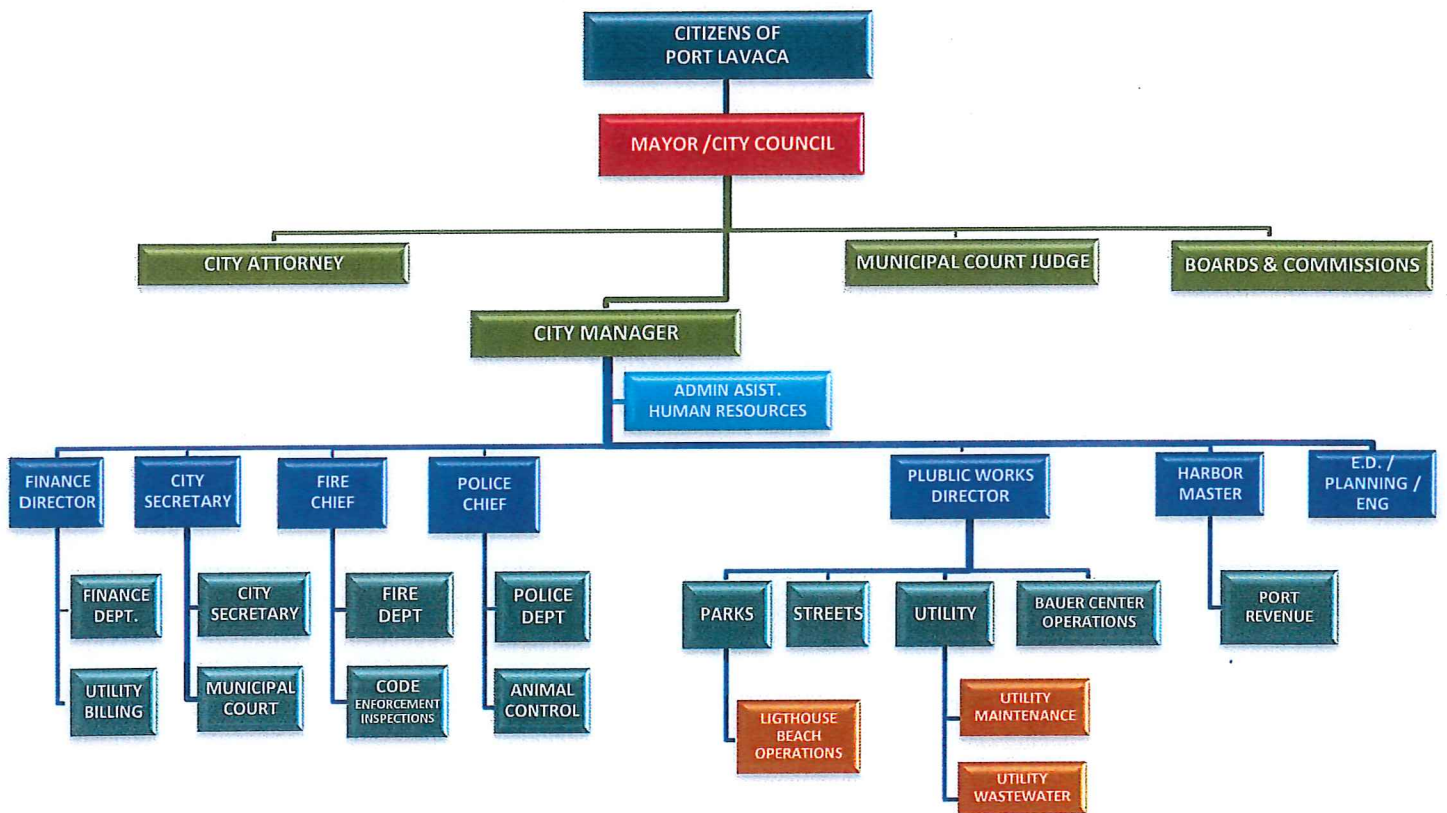 CITIZENS OF
PORT LAVACA
MAYOR /CITY COUNCIL
CITY ATTORNEY
MUNICIPAL COURT JUDGE
BOARDS & COMMISSIONS
CITY MANAGER
ADMIN ASIST.
HUMAN RESOURCES
FINANCE
DIRECTOR
CITY
SECRETARY
FIRE
CHIEF
POLICE
CHIEF
PLUBLIC WORKS
DIRECTOR
HARBOR
MASTER
E.D. /
PLANNING /
ENG
FINANCE
DEPT.
CITY
SECRETARY
FIRE
DEPT
POLICE
DEPT
PARKS
STREETS
UTILITY
BAUER CENTER
OPERATIONS
PORT
REVENUE
UTILITY
BILLING
MUNICIPAL
COURT
CODE
ENFORCEMENT
INSPECTIONS
ANIMAL
CONTROL
LIGTHOUSE
BEACH
OPERATIONS
UTILITY
MAINTENANCE
UTILITY
WASTEWATER